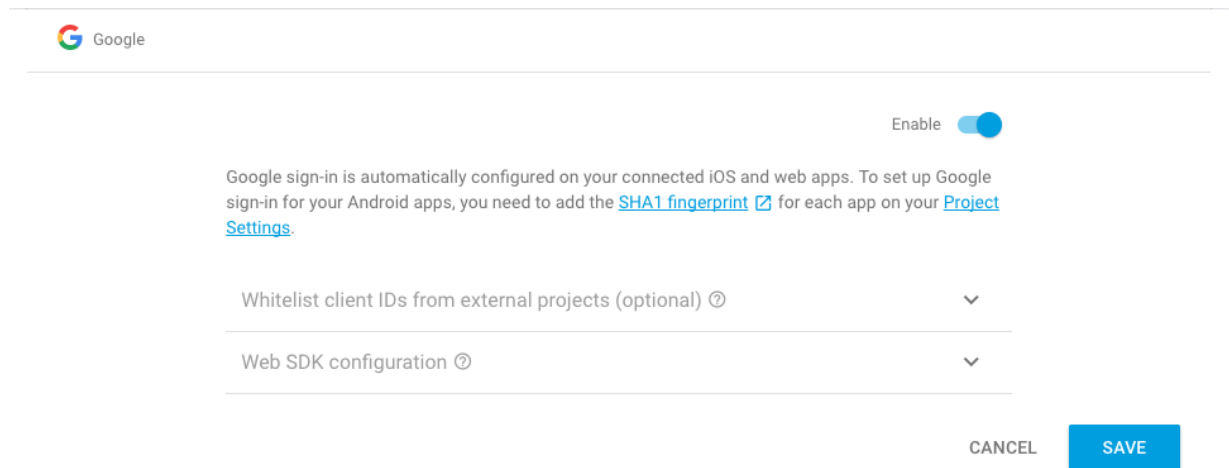 Google
Enable
Google sign-in is automatically configured on your connected iOS and web apps. To set up Google
sign-in for your Android apps, you need to add the SHA1 fingerprint for each app on your Project
Settings.
Whitelist client IDs from external projects (optional)
Web SDK configuration
CANCEL
SAVE